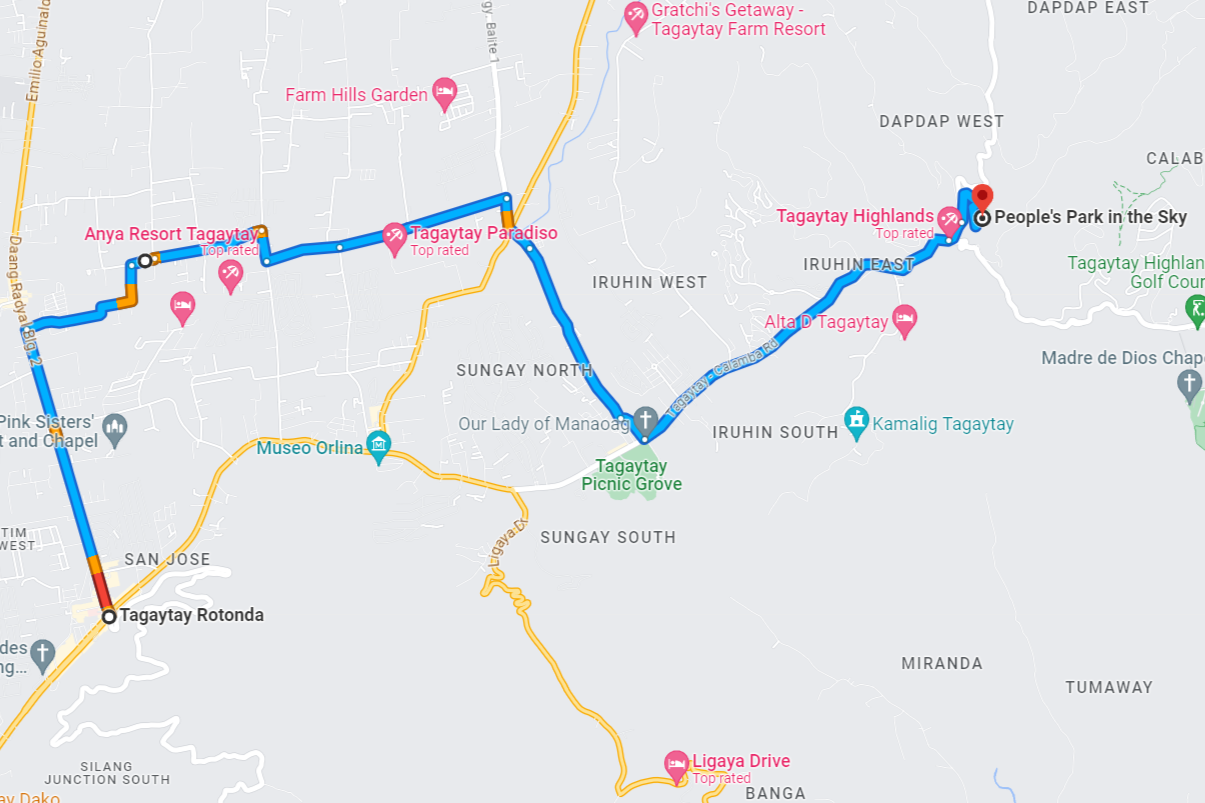 DAPDAP EAST
Gratchi's Getaway -
Tagaytay Farm Resort
Emilio Aguinald
gy. Balite 1
Farm Hills Garden
DAPDAP WEST
CALAB
Tagaytay Highlands
Top rated
People's Park in the Sky
Anya Resort Tagaytay
Top rated
Tagaytay Paradiso
Top rated
Daang Radyal Blg. 2
IRUHIN WEST
IRUHIN EAST
Tagaytay Highlan
Golf Cour
Alta D Tagaytay
Madre de Dios Chape
SUNGAY NORTH
Tagaytay - Calamba Rd
Pink Sisters'
t and Chapel
Our Lady of Manaoag
IRUHIN SOUTH
Kamalig Tagaytay
Museo Orlina
Tagaytay
Picnic Grove
TIM
WEST
SAN JOSE
Ligaya Dr
SUNGAY SOUTH
Tagaytay Rotonda
des
ng...
MIRANDA
TUMAWAY
SILANG
JUNCTION SOUTH
Ligaya Drive
Top rated
BANGA
ay Dako